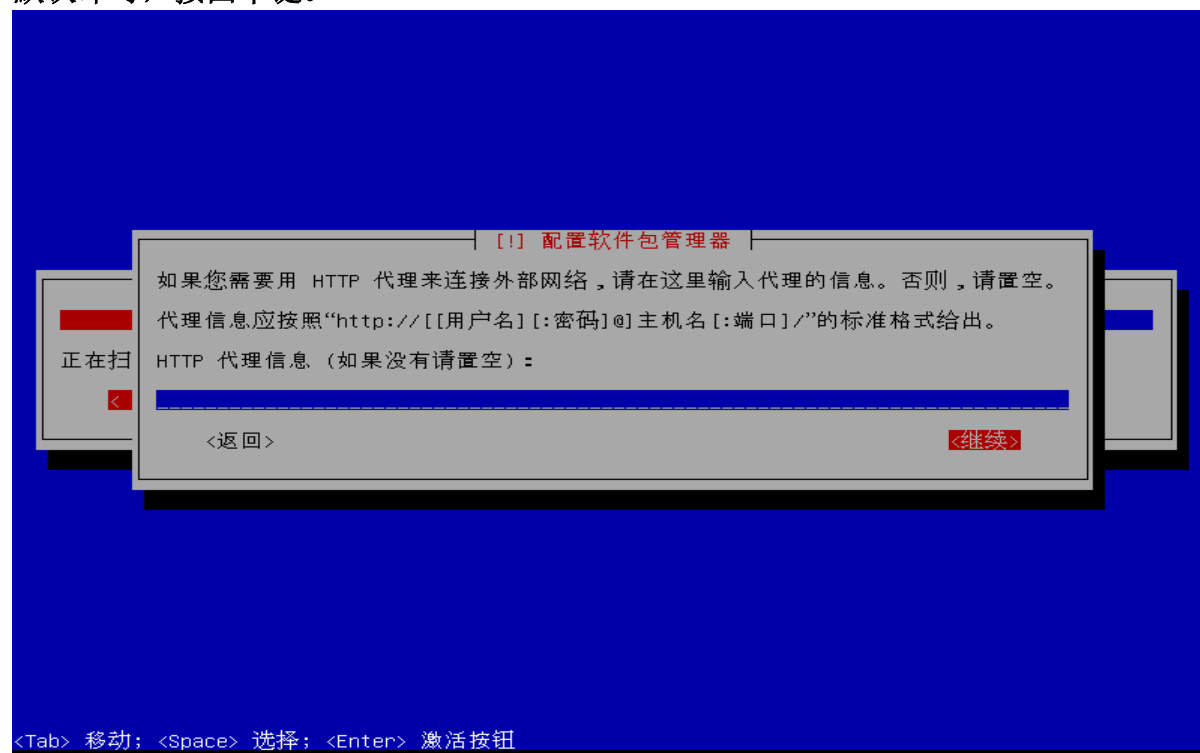 [!] 配置软件包管理器
如果您需要用 HTTP 代理来连接外部网络，请在这里输入代理的信息。否则，请置空。
代理信息应按照“http://[[用户名][:密码]@]主机名[:端口]/”的标准格式给出。
正在扫
HTTP 代理信息 (如果没有请置空)：
<
<返回>
<继续>
<Tab> 移动; <Space> 选择; <Enter> 激活按钮